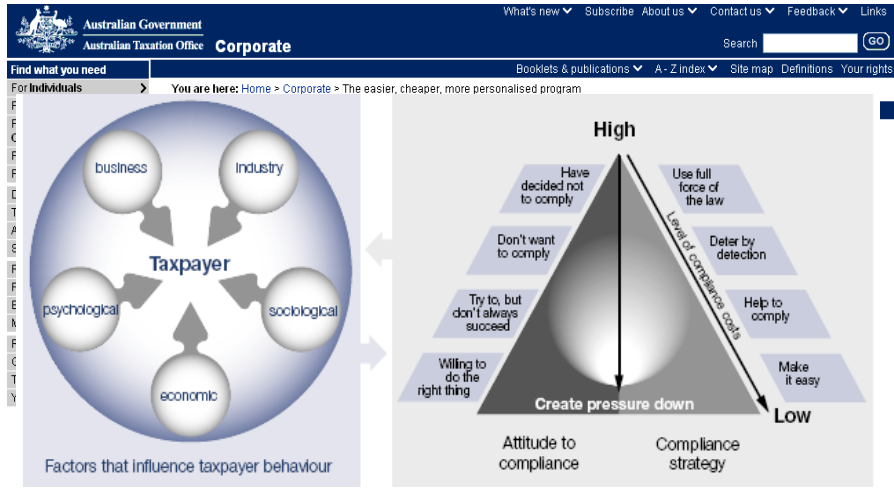 What's new Subscribe About us Contact us Feedback Links
Australian Government
Australian Taxation Office Corporate
Search GO
Find what you need
Booklets & publications A - Z index Site map Definitions Your rights
For Individuals
You are here: Home > Corporate > The easier, cheaper, more personalised program
business
industry
Taxpayer
psychological
sociological
economic
Factors that influence taxpayer behaviour
High
Have
decided not
to comply
Use full
force of
the law
Don't want
to comply
Deter by
detection
Try to, but
don't always
succeed
Help to
comply
Willing to
do the
right thing
Make
it easy
Level of compliance costs
Create pressure down
Low
Attitude to
compliance
Compliance
strategy